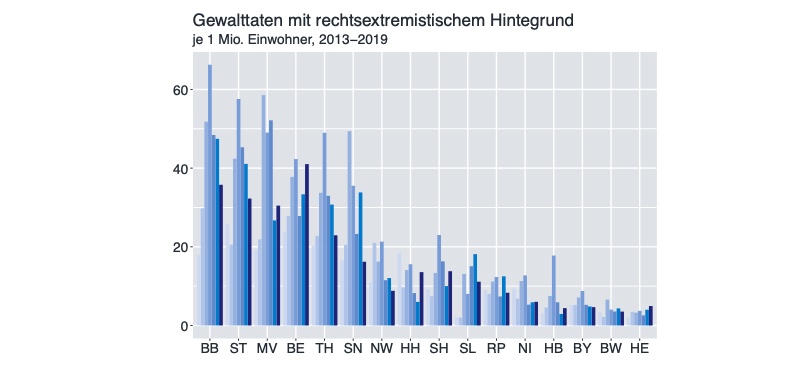 Gewalttaten mit rechtsextremistischem Hintegrund
je 1 Mio. Einwohner, 2013–2019
60
40
20
0
BB ST MV BE TH SN NW HH SH SL RP NI HB BY BW HE